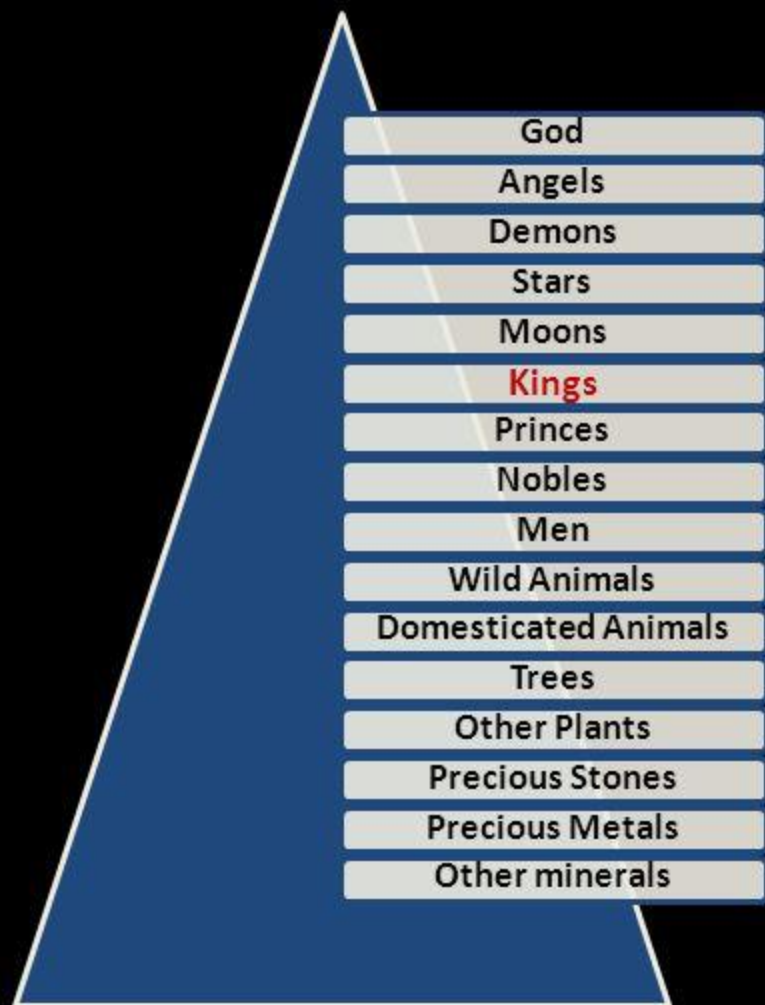 God
Angels
Demons
Stars
Moons
Kings
Princes
Nobles
Men
Wild Animals
Domesticated Animals
Trees
Other Plants
Precious Stones
Precious Metals
Other minerals